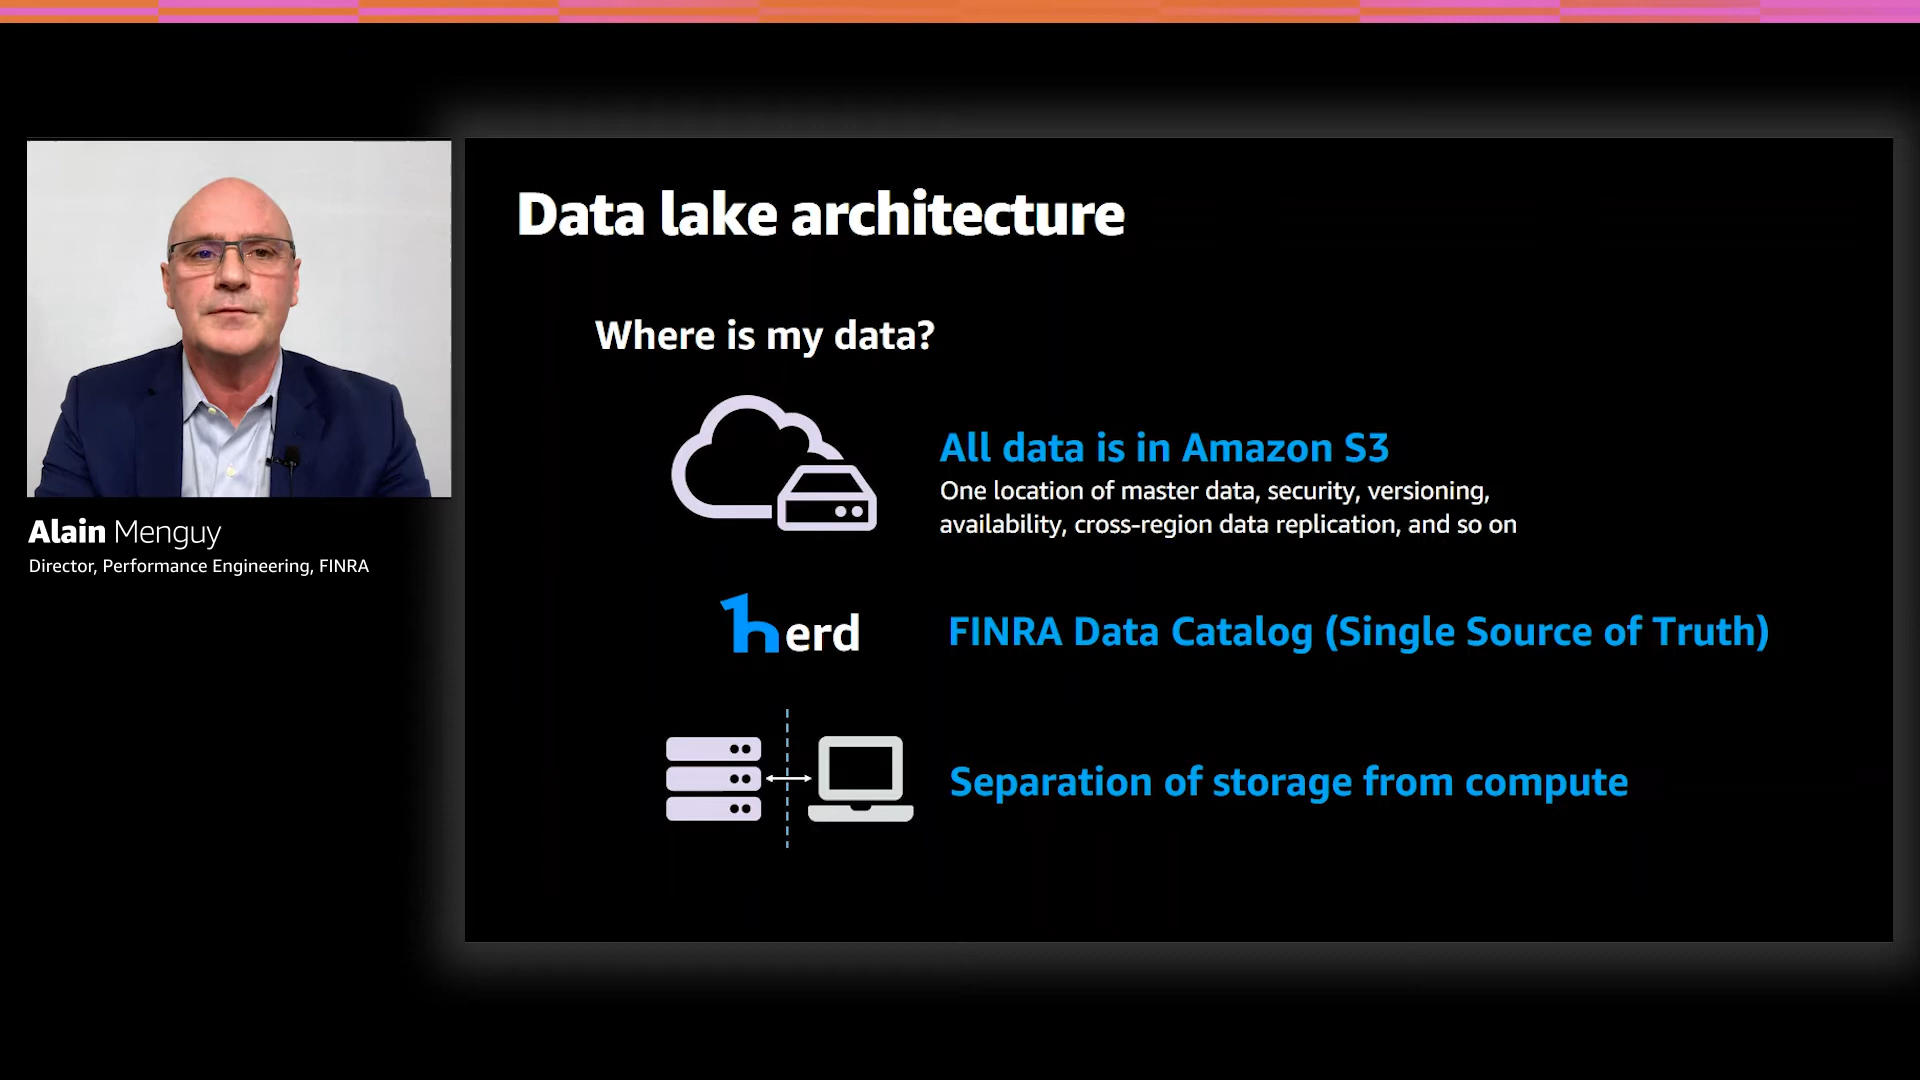 Data lake architecture
Where is my data?
All data is in Amazon S3
One location of master data, security, versioning,
availability, cross-region data replication, and so on
herd
FINRA Data Catalog (Single Source of Truth)
Separation of storage from compute
Alain Menguy
Director, Performance Engineering, FINRA